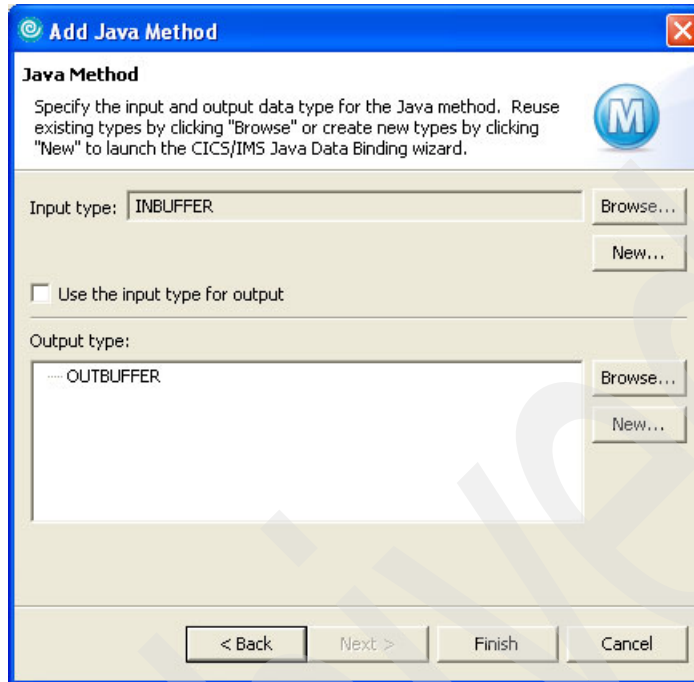 Add Java Method
Java Method
Specify the input and output data type for the Java method. Reuse
existing types by clicking "Browse" or create new types by clicking
"New" to launch the CICS/IMS Java Data Binding wizard.
M
Input type: INBUFFER Browse...
New...
Use the input type for output
Output type:
OUTBUFFER
Browse...
New...
< Back Next > Finish Cancel